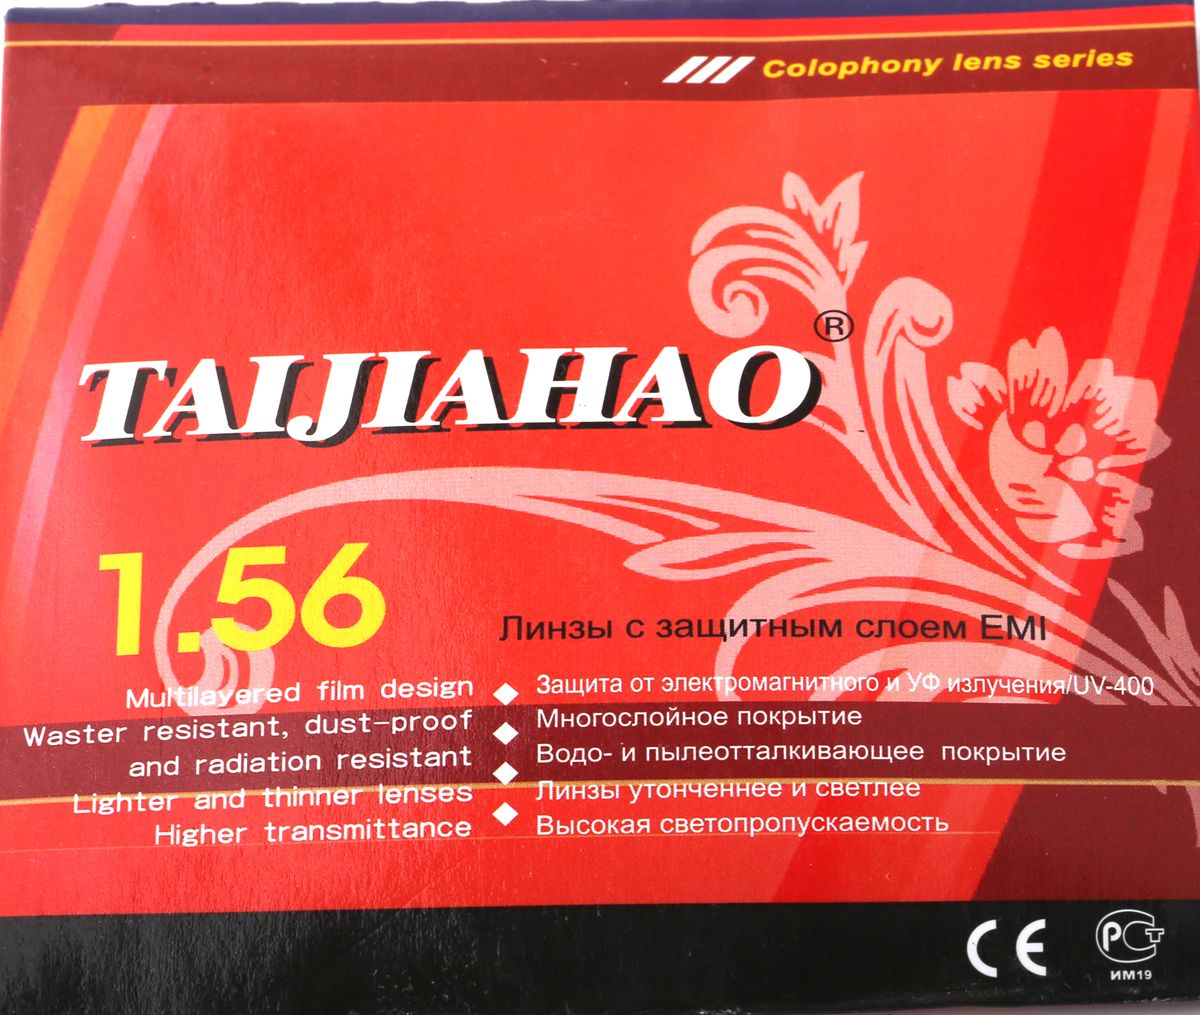 Colophony lens series
TAIJIAHAO®
1.56
Линзы с защитным слоем EMI
Multilayered film design
Waster resistant, dust-proof
and radiation resistant
Lighter and thinner lenses
Higher transmittance
Защита от электромагнитного и УФ излучения/UV-400
Многослойное покрытие
Водо- и пылеотталкивающее покрытие
Линзы утонченнее и светлее
Высокая светопропускаемость
CE
РСТ
ИМ19